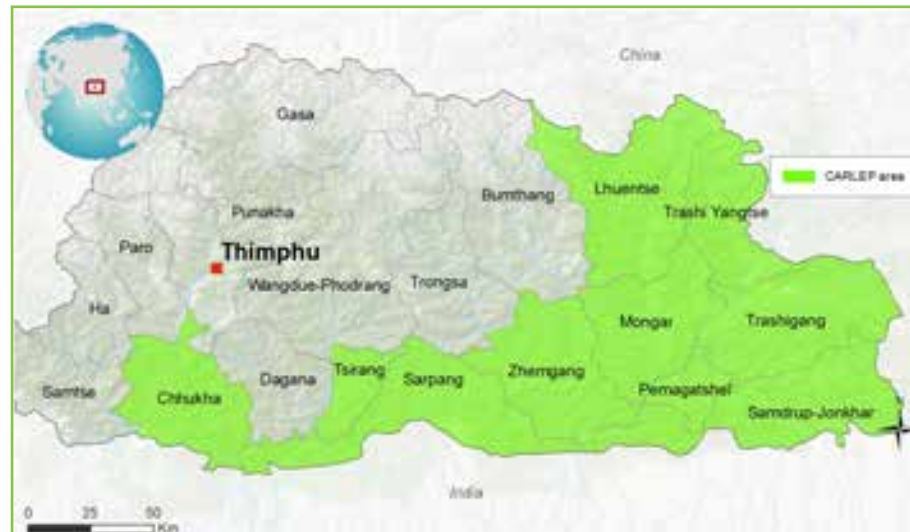 China
Gasa
CARLEP area
Lhuentse
Bumthang
Trashi Yangtse
Punakha
Paro
Thimphu
Wangdue-Phodrang
Trongsa
Ha
Mongar
Trashigang
Tsirang
Zhemgang
Dagana
Sarpang
Samtse
Chhukha
Pemagatshel
Samdrup-Jonkhar
India
0 25 50
Km